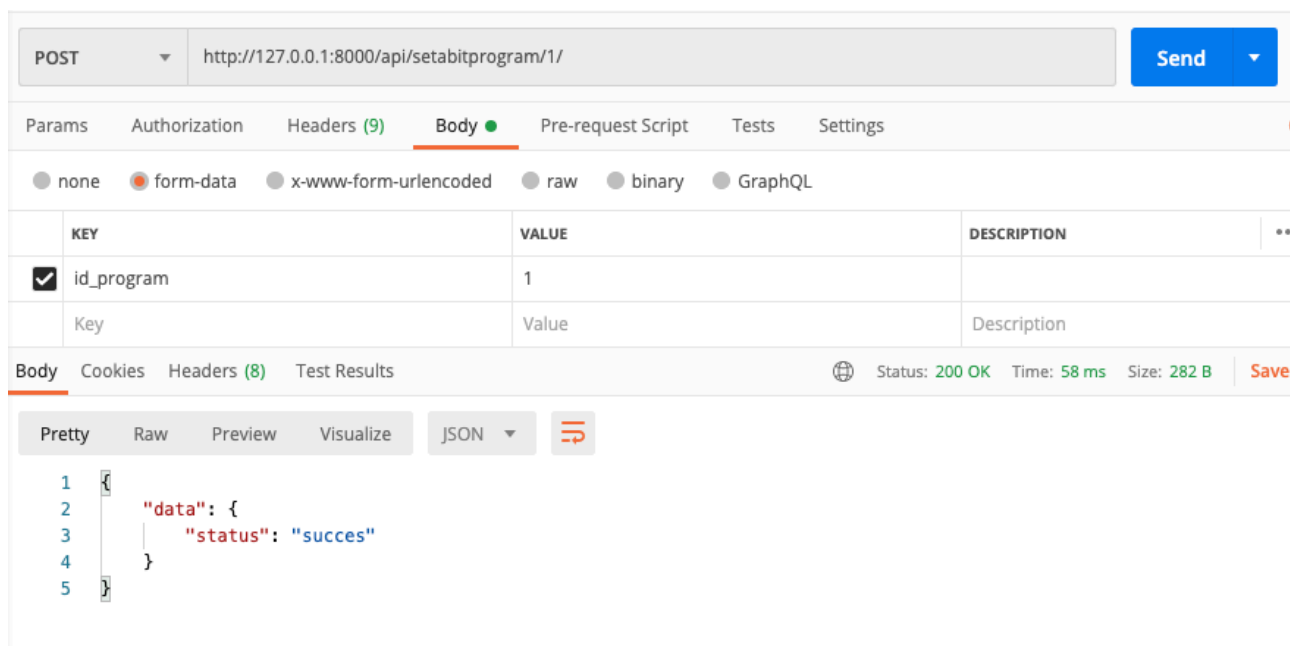 POST http://127.0.0.1:8000/api/setabitprogram/1/ Send
Params Authorization Headers (9) Body Pre-request Script Tests Settings
none form-data x-www-form-urlencoded raw binary GraphQL
KEY VALUE DESCRIPTION
id_program 1
Key Value Description
Body Cookies Headers (8) Test Results Status: 200 OK Time: 58 ms Size: 282 B Save
Pretty Raw Preview Visualize JSON
1 {
2 "data": {
3 "status": "succes"
4 }
5 }